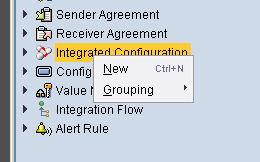 Sender Agreement
Receiver Agreement
Integrated Configuration
Config
New Ctrl+N
Value
Grouping
Integration Flow
Alert Rule